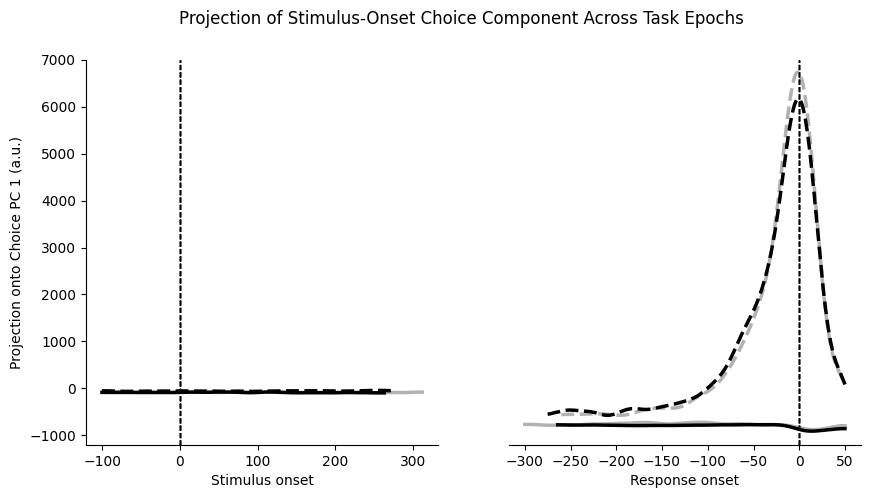 Projection of Stimulus-Onset Choice Component Across Task Epochs
Projection onto Choice PC 1 (a.u.)
7000
6000
5000
4000
3000
2000
1000
0
−1000
−100 0 100 200 300
Stimulus onset
−300 −250 −200 −150 −100 −50 0 50
Response onset